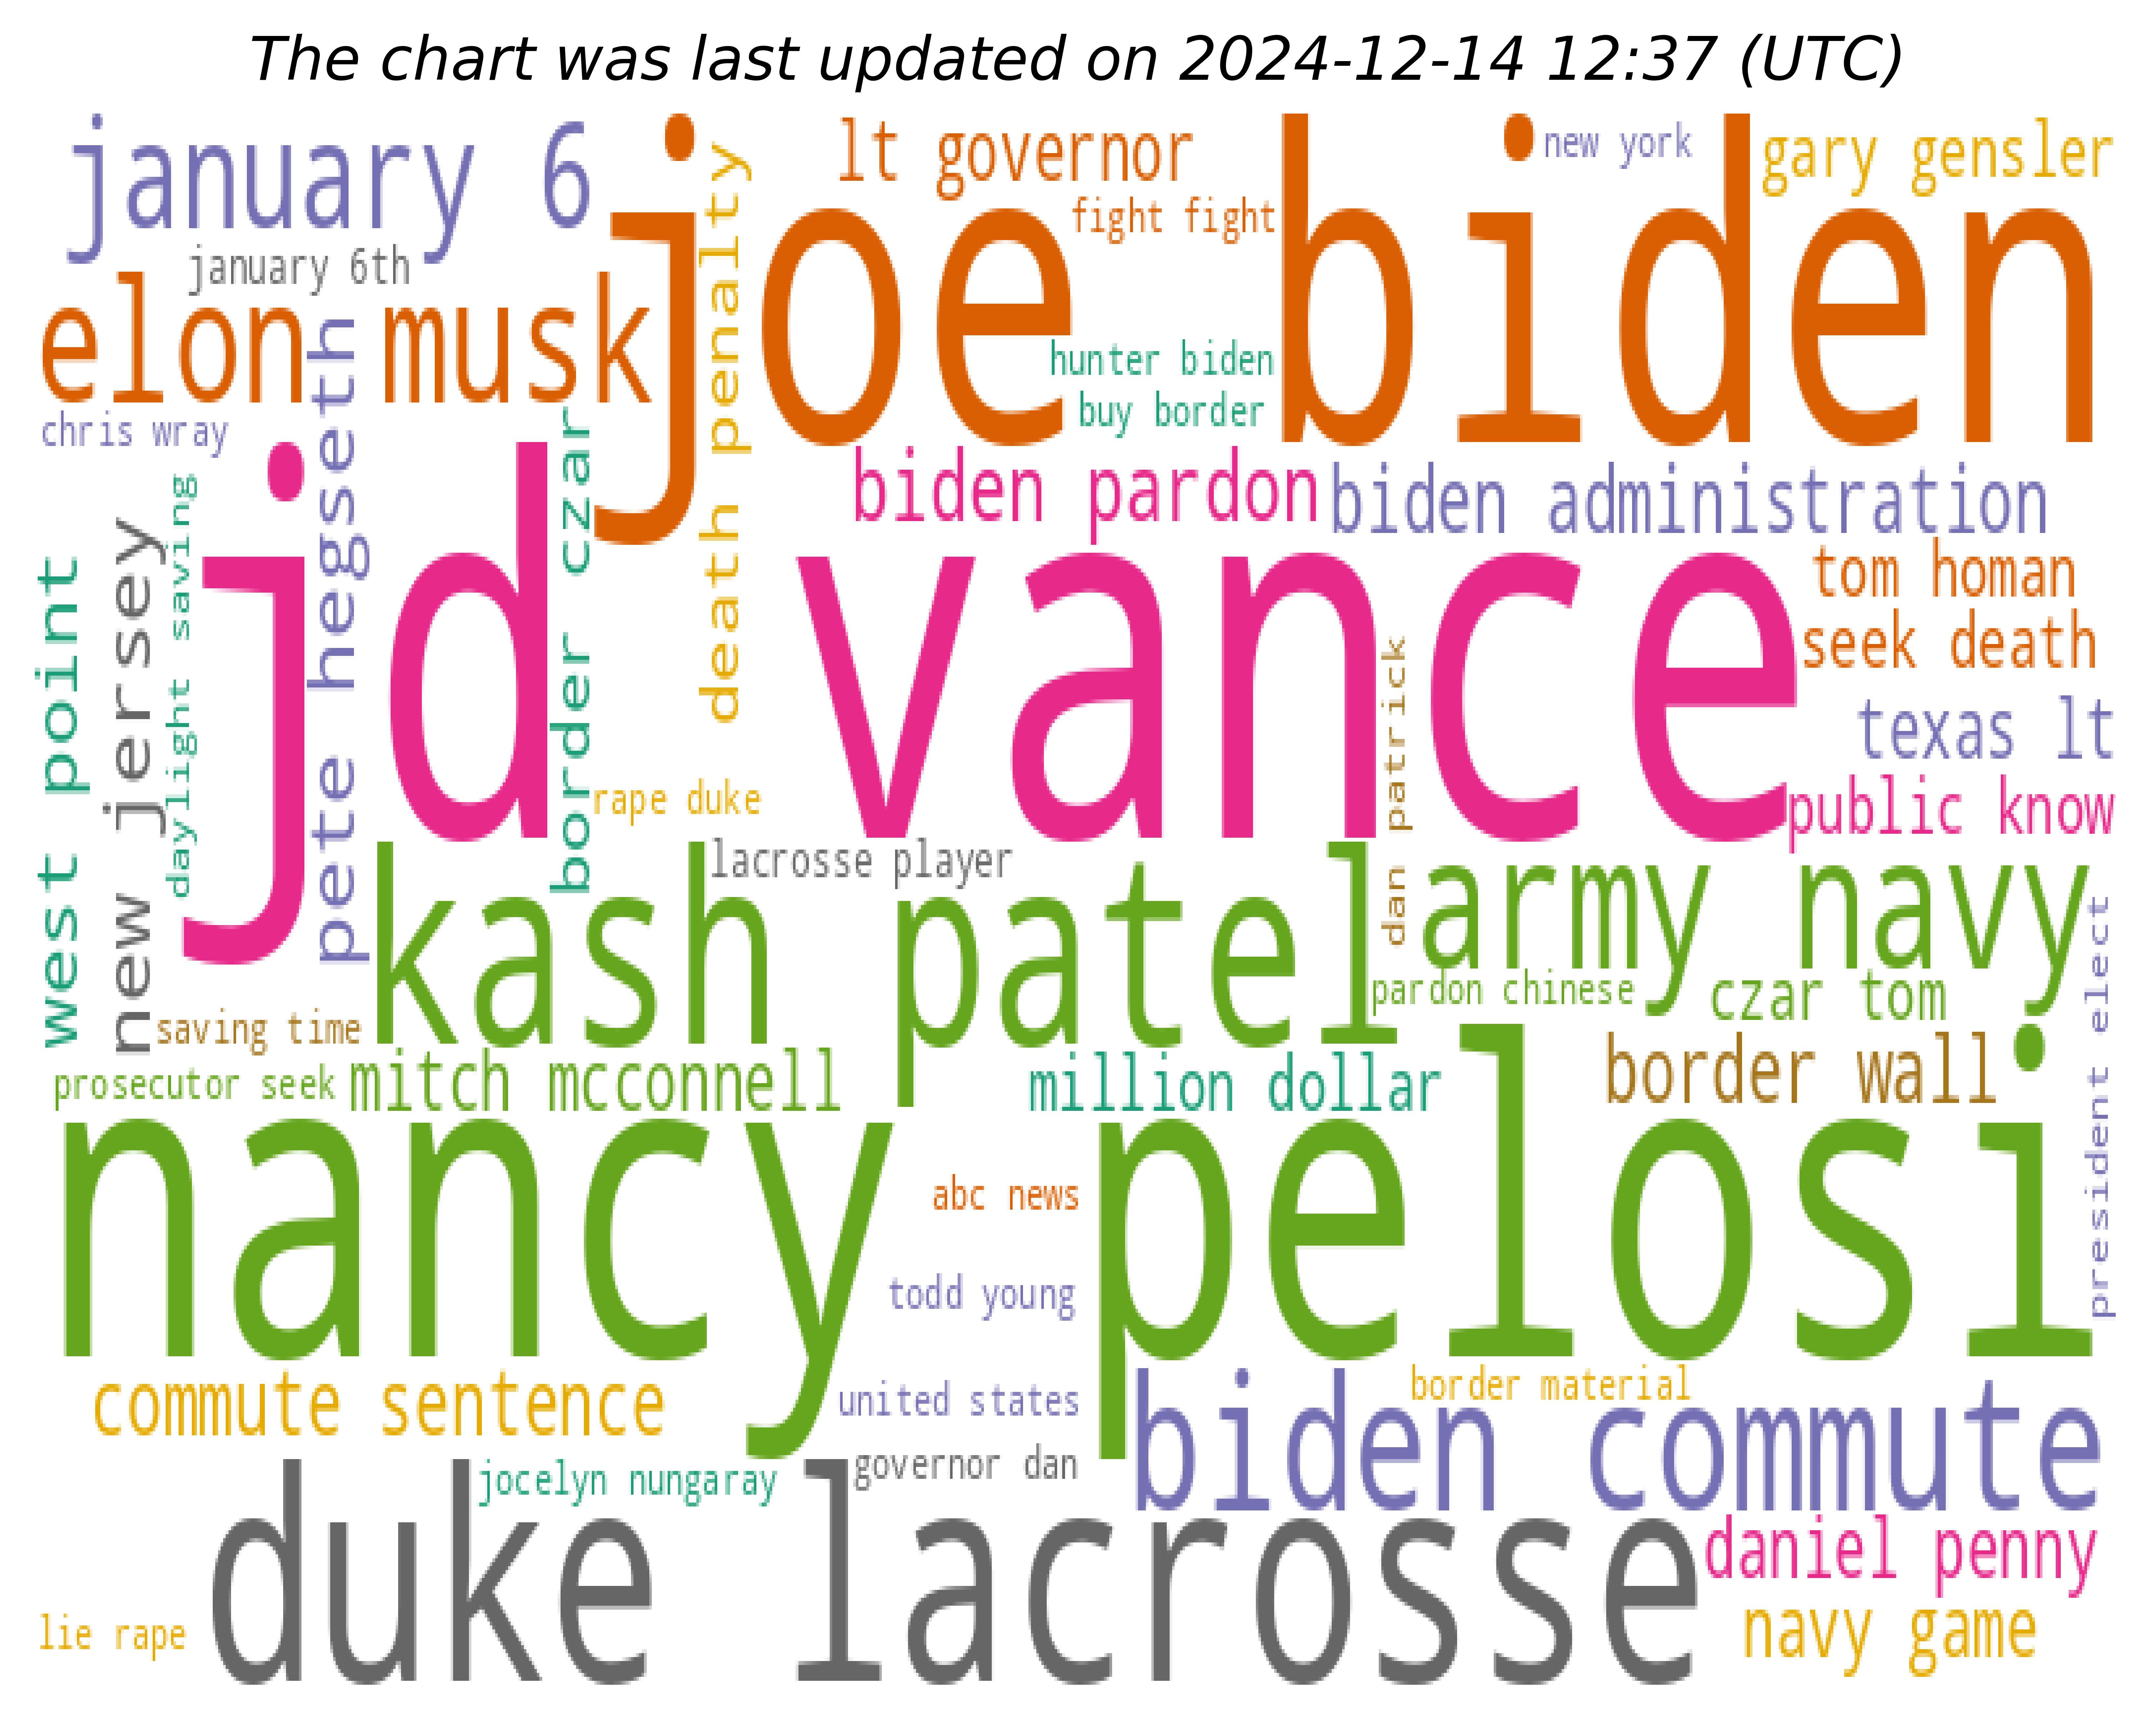 The chart was last updated on 2024-12-14 12:37 (UTC)
january 6
joe biden
lt governor
new york
gary gensler
fight fight
january 6th
elon musk
death penalty
hunter biden
buy border
chris wray
pete hegseth
border czar
biden pardon
biden administration
jd vance
tom homan
seek death
west point
new jersey
daylight saving
texas lt
dan patrick
rape duke
public know
lacrosse player
kash patel
army navy
pardon chinese
czar tom
saving time
president elect
prosecutor seek
mitch mcconnell
million dollar
border wall
nancy pelosi
abc news
todd young
commute sentence
united states
border material
biden commute
governor dan
jocelyn nungaray
duke lacrosse
daniel penny
lie rape
navy game